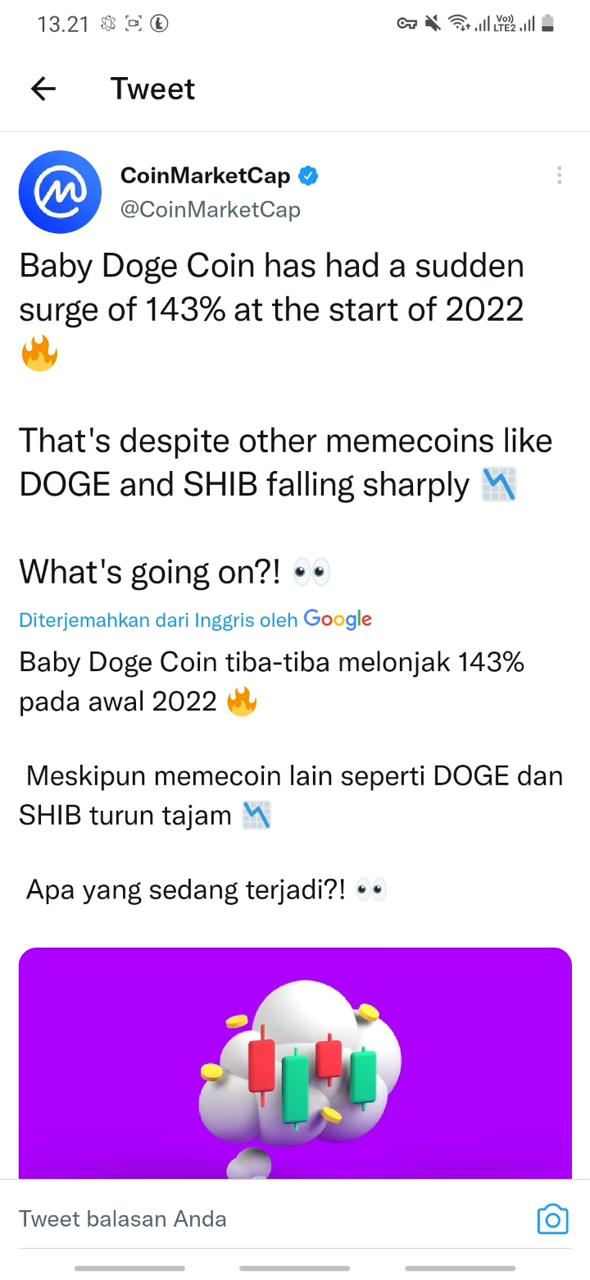 13.21
Vo))
LTE2
Tweet
CoinMarketCap
@CoinMarketCap
Baby Doge Coin has had a sudden
surge of 143% at the start of 2022
🔥
That's despite other memecoins like
DOGE and SHIB falling sharply 📉
What's going on?! 👀
Diterjemahkan dari Inggris oleh Google
Baby Doge Coin tiba-tiba melonjak 143%
pada awal 2022 🔥
Meskipun memecoin lain seperti DOGE dan
SHIB turun tajam 📉
Apa yang sedang terjadi?! 👀
Tweet balasan Anda